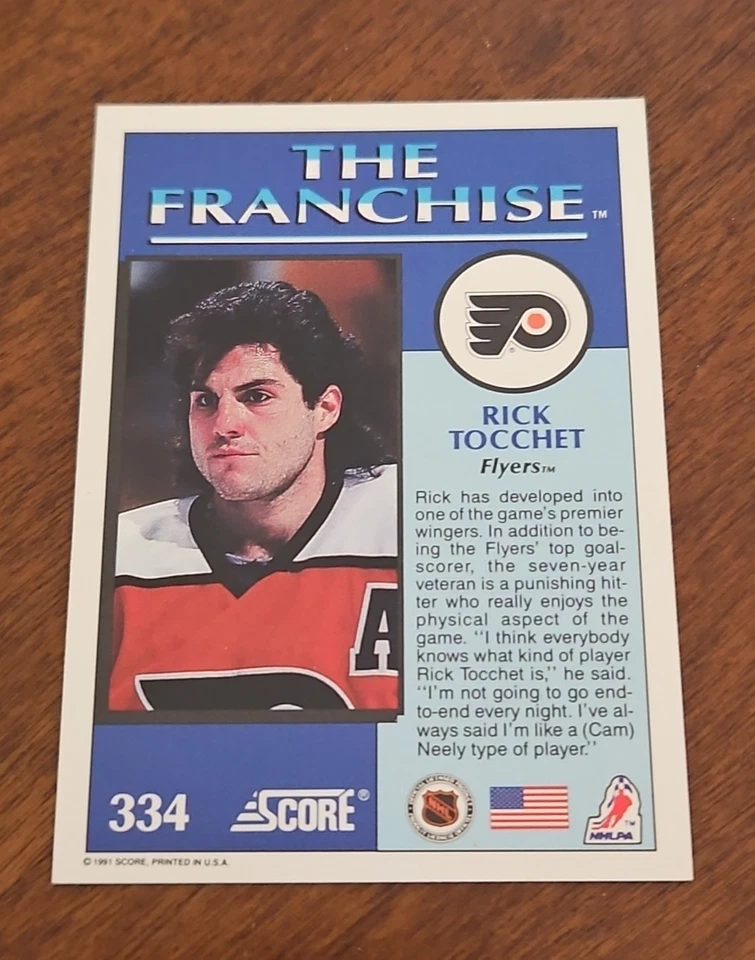 THE
FRANCHISE™
RICK
TOCCHET
Flyers™
Rick has developed into
one of the game's premier
wingers. In addition to be-
ing the Flyers' top goal-
scorer, the seven-year
veteran is a punishing hit-
ter who really enjoys the
physical aspect of the
game. "I think everybody
knows what kind of player
Rick Tocchet is," he said.
"I'm not going to go end-
to-end every night. I've al-
ways said I'm like a (Cam)
Neely type of player."
A
334
SCORE®
NHL
NHLPA™
© 1991 SCORE, PRINTED IN U.S.A.